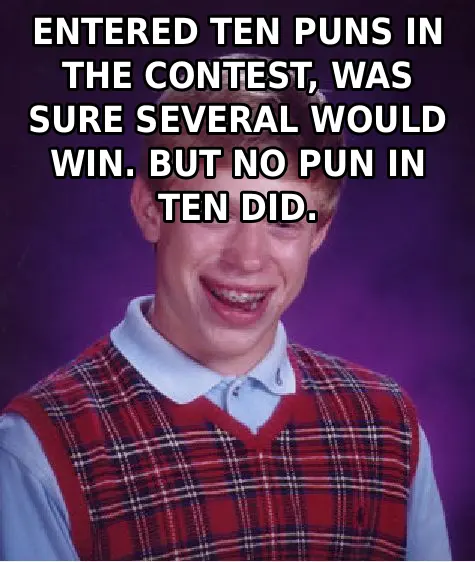 ENTERED TEN PUNS IN
THE CONTEST, WAS
SURE SEVERAL WOULD
WIN. BUT NO PUN IN
TEN DID.